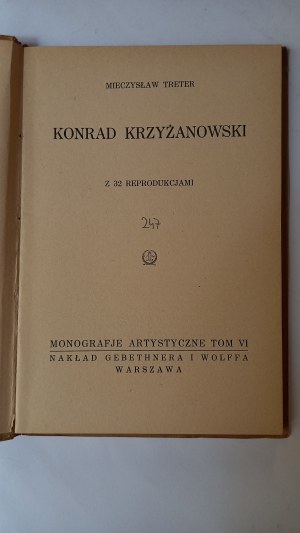 MIECZYSŁAW TRETER
KONRAD KRZYŻANOWSKI
Z 32 REPRODUKCJAMI
247
MONOGRAFJE ARTYSTYCZNE TOM VI
NAKŁAD GEBETHNERA I WOLFFA
WARSZAWA